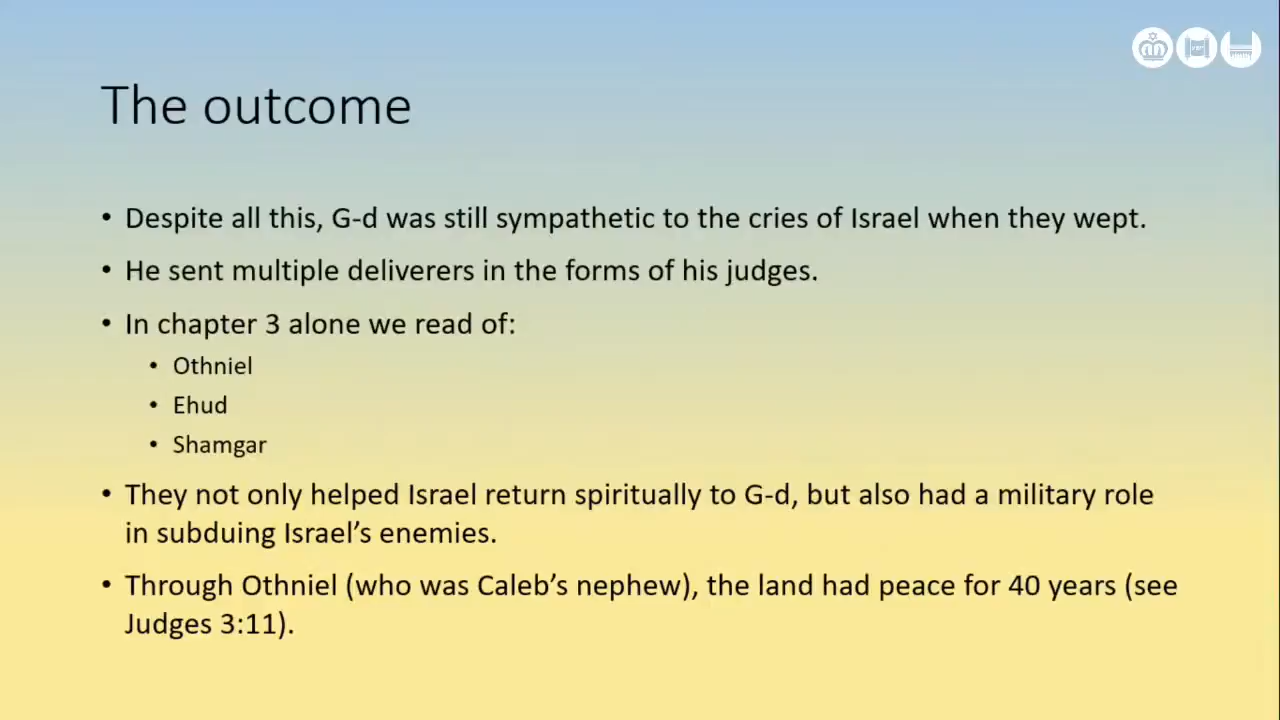 The outcome
• Despite all this, G-d was still sympathetic to the cries of Israel when they wept.
• He sent multiple deliverers in the forms of his judges.
• In chapter 3 alone we read of:
• Othniel
• Ehud
• Shamgar
• They not only helped Israel return spiritually to G-d, but also had a military role
in subduing Israel’s enemies.
• Through Othniel (who was Caleb’s nephew), the land had peace for 40 years (see
Judges 3:11).